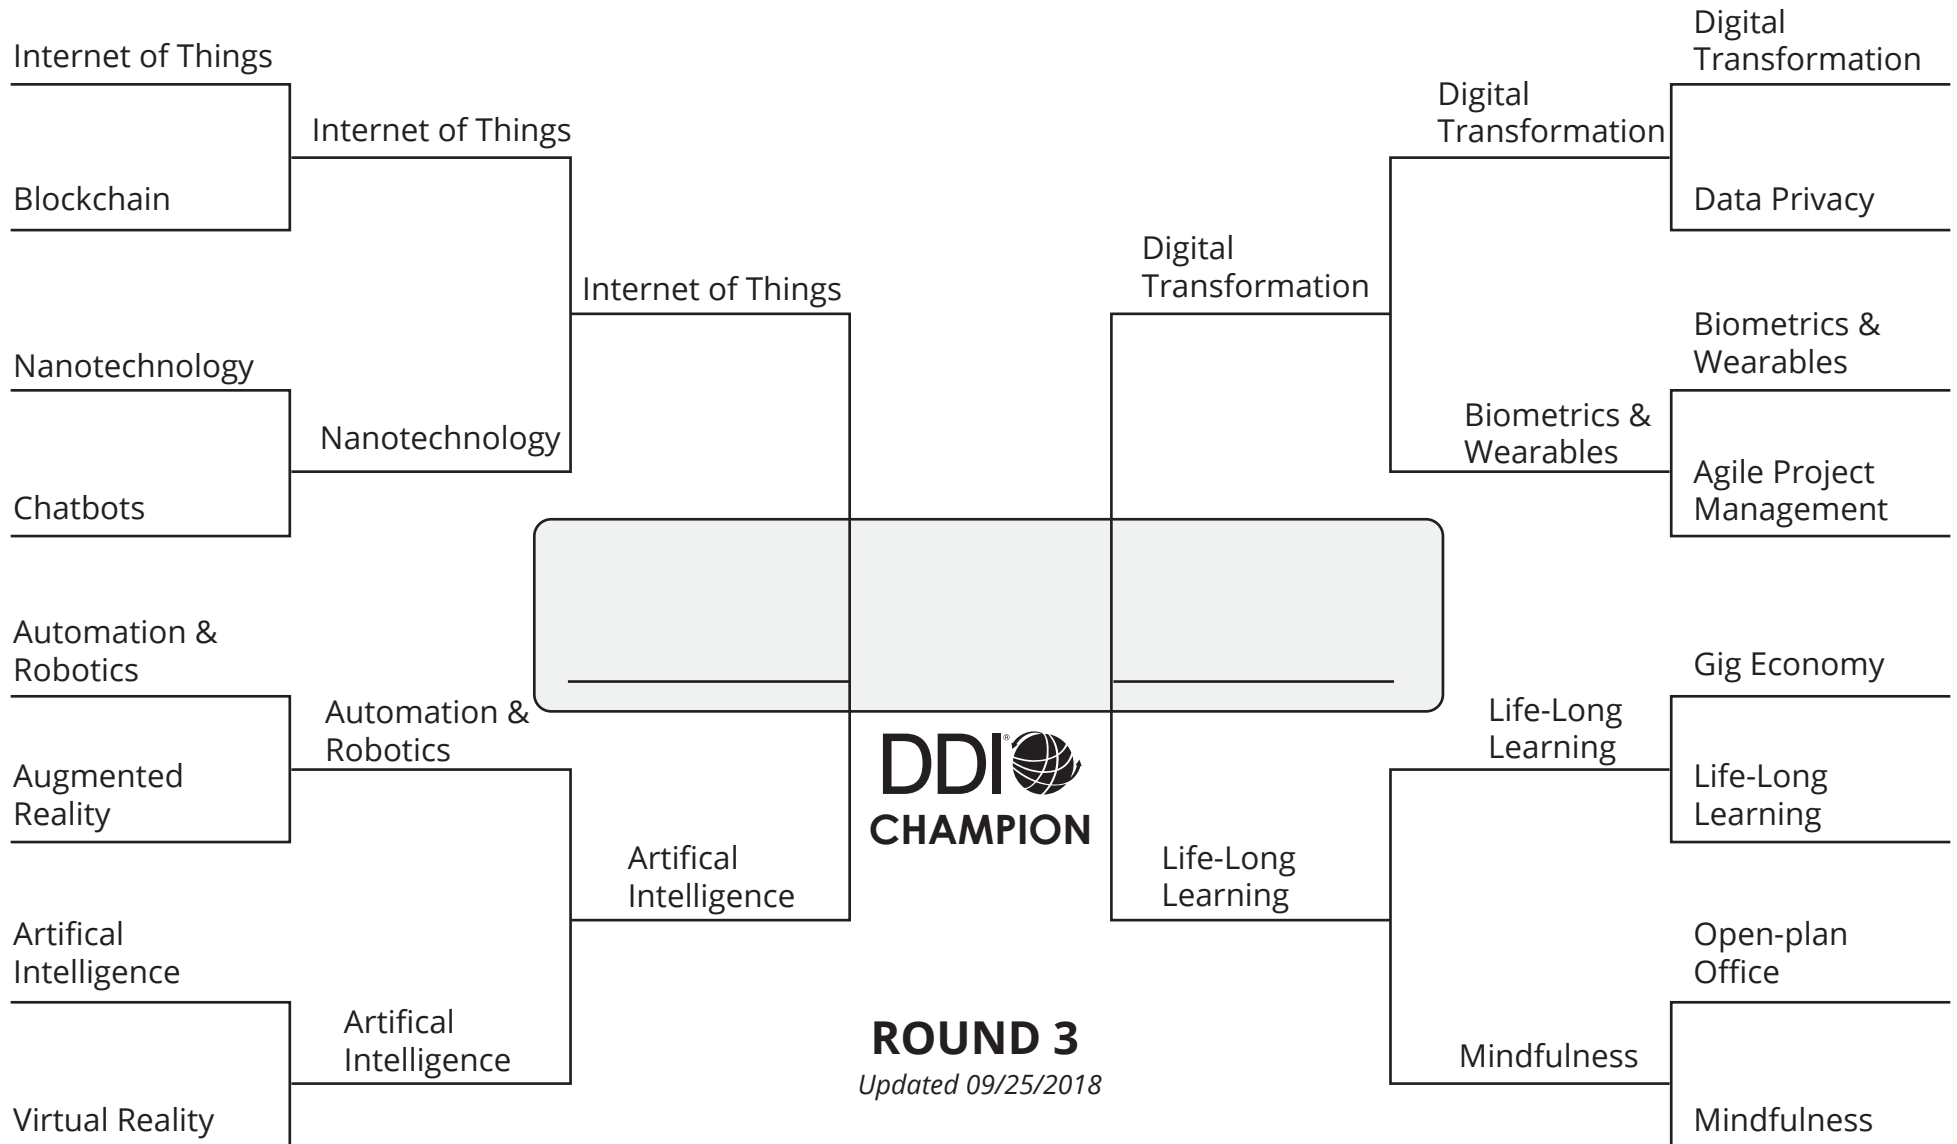 Internet of Things
Blockchain
Nanotechnology
Chatbots
Automation &
Robotics
Augmented
Reality
Artifical
Intelligence
Virtual Reality
Internet of Things
Nanotechnology
Automation &
Robotics
Artifical
Intelligence
Internet of Things
Artifical
Intelligence
DDI®
CHAMPION
ROUND 3
Updated 09/25/2018
Digital
Transformation
Life-Long
Learning
Digital
Transformation
Biometrics &
Wearables
Life-Long
Learning
Mindfulness
Digital
Transformation
Data Privacy
Biometrics &
Wearables
Agile Project
Management
Gig Economy
Life-Long
Learning
Open-plan
Office
Mindfulness